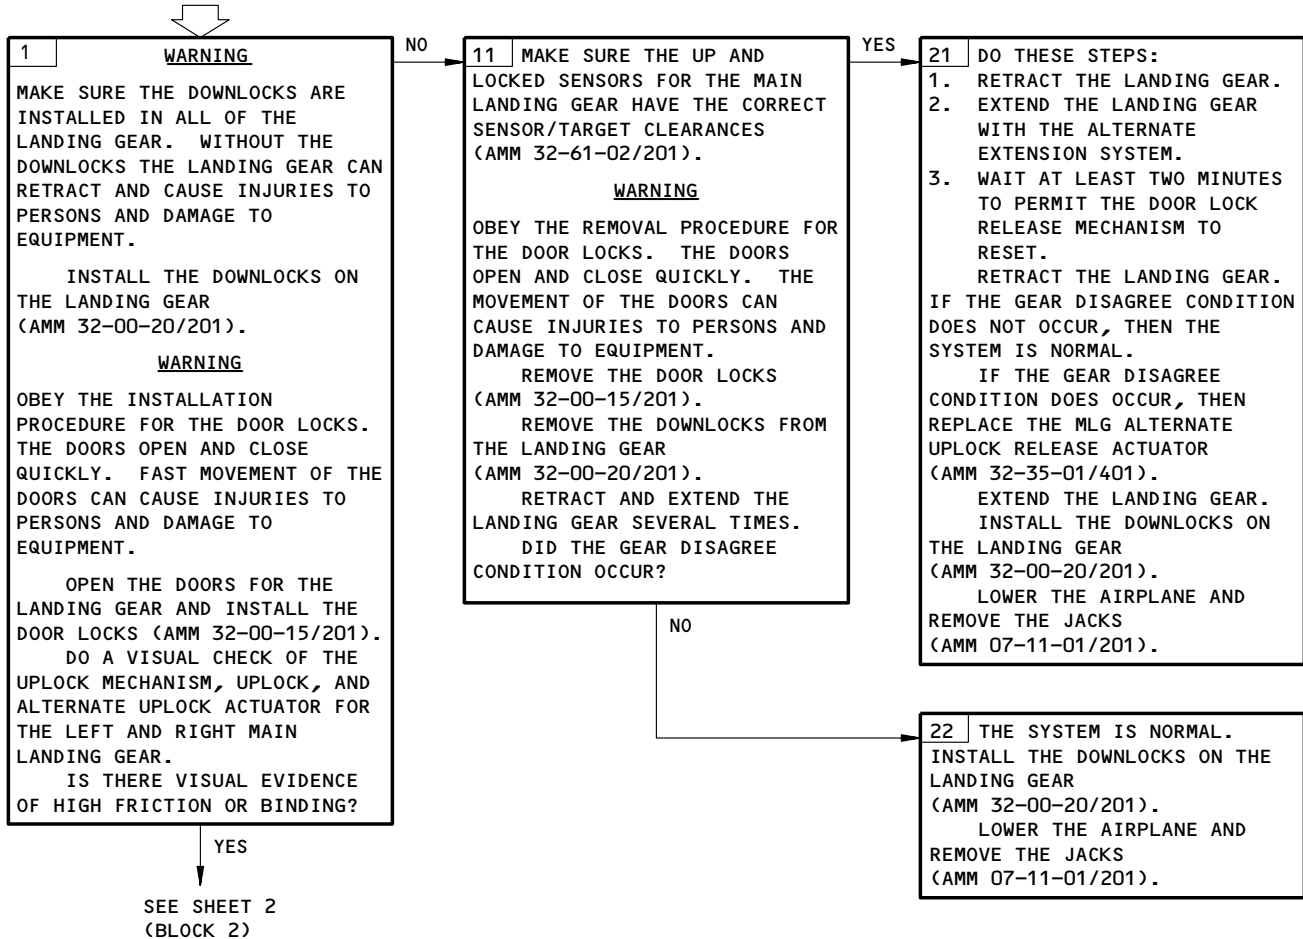 1
WARNING
MAKE SURE THE DOWNLOCKS ARE
INSTALLED IN ALL OF THE
LANDING GEAR. WITHOUT THE
DOWNLOCKS THE LANDING GEAR CAN
RETRACT AND CAUSE INJURIES TO
PERSONS AND DAMAGE TO
EQUIPMENT.
INSTALL THE DOWNLOCKS ON
THE LANDING GEAR
(AMM 32-00-20/201).
WARNING
OBEY THE INSTALLATION
PROCEDURE FOR THE DOOR LOCKS.
THE DOORS OPEN AND CLOSE
QUICKLY. FAST MOVEMENT OF THE
DOORS CAN CAUSE INJURIES TO
PERSONS AND DAMAGE TO
EQUIPMENT.
OPEN THE DOORS FOR THE
LANDING GEAR AND INSTALL THE
DOOR LOCKS (AMM 32-00-15/201).
DO A VISUAL CHECK OF THE
UPLOCK MECHANISM, UPLOCK, AND
ALTERNATE UPLOCK ACTUATOR FOR
THE LEFT AND RIGHT MAIN
LANDING GEAR.
IS THERE VISUAL EVIDENCE
OF HIGH FRICTION OR BINDING?
YES
SEE SHEET 2
(BLOCK 2)
NO
11 MAKE SURE THE UP AND
LOCKED SENSORS FOR THE MAIN
LANDING GEAR HAVE THE CORRECT
SENSOR/TARGET CLEARANCES
(AMM 32-61-02/201).
WARNING
OBEY THE REMOVAL PROCEDURE FOR
THE DOOR LOCKS. THE DOORS
OPEN AND CLOSE QUICKLY. THE
MOVEMENT OF THE DOORS CAN
CAUSE INJURIES TO PERSONS AND
DAMAGE TO EQUIPMENT.
REMOVE THE DOOR LOCKS
(AMM 32-00-15/201).
REMOVE THE DOWNLOCKS FROM
THE LANDING GEAR
(AMM 32-00-20/201).
RETRACT AND EXTEND THE
LANDING GEAR SEVERAL TIMES.
DID THE GEAR DISAGREE
CONDITION OCCUR?
NO
YES
21 DO THESE STEPS:
1. RETRACT THE LANDING GEAR.
2. EXTEND THE LANDING GEAR
WITH THE ALTERNATE
EXTENSION SYSTEM.
3. WAIT AT LEAST TWO MINUTES
TO PERMIT THE DOOR LOCK
RELEASE MECHANISM TO
RESET.
RETRACT THE LANDING GEAR.
IF THE GEAR DISAGREE CONDITION
DOES NOT OCCUR, THEN THE
SYSTEM IS NORMAL.
IF THE GEAR DISAGREE
CONDITION DOES OCCUR, THEN
REPLACE THE MLG ALTERNATE
UPLOCK RELEASE ACTUATOR
(AMM 32-35-01/401).
EXTEND THE LANDING GEAR.
INSTALL THE DOWNLOCKS ON
THE LANDING GEAR
(AMM 32-00-20/201).
LOWER THE AIRPLANE AND
REMOVE THE JACKS
(AMM 07-11-01/201).
22 THE SYSTEM IS NORMAL.
INSTALL THE DOWNLOCKS ON THE
LANDING GEAR
(AMM 32-00-20/201).
LOWER THE AIRPLANE AND
REMOVE THE JACKS
(AMM 07-11-01/201).